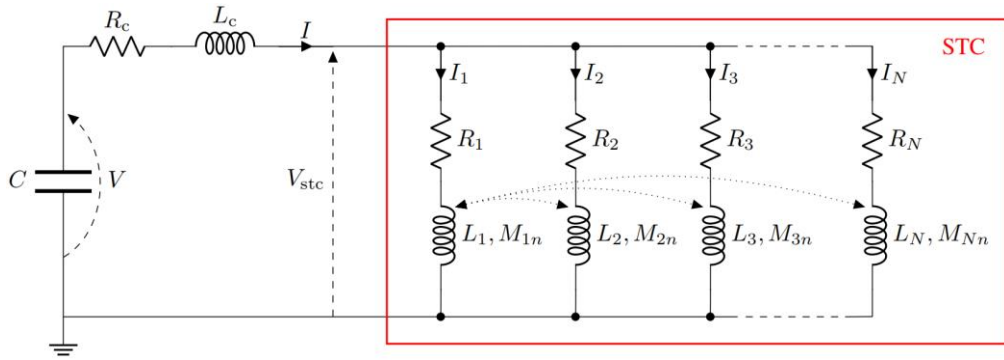 R_c L_c I STC
I_1 I_2 I_3 I_N
R_1 R_2 R_3 R_N
C V V_stc
L_1, M_1n L_2, M_2n L_3, M_3n L_N, M_Nn